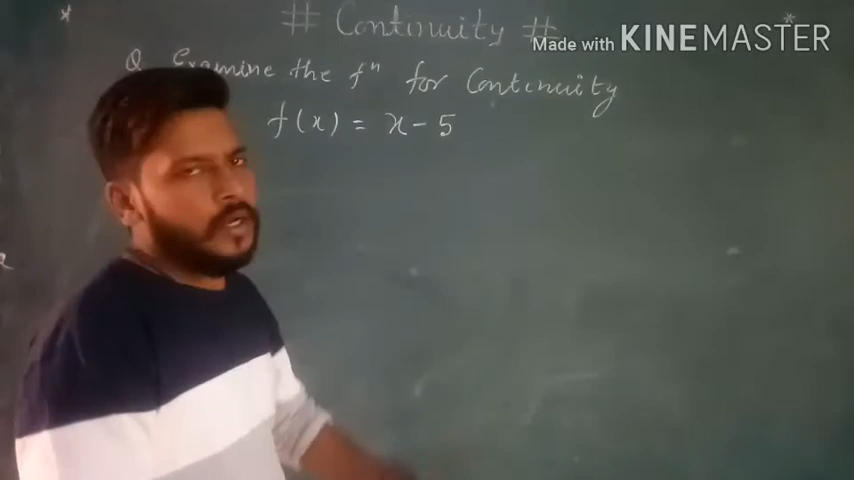 # Continuity #
Made with KINEMASTER
Q Examine the fⁿ for Continuity
f(x) = x - 5